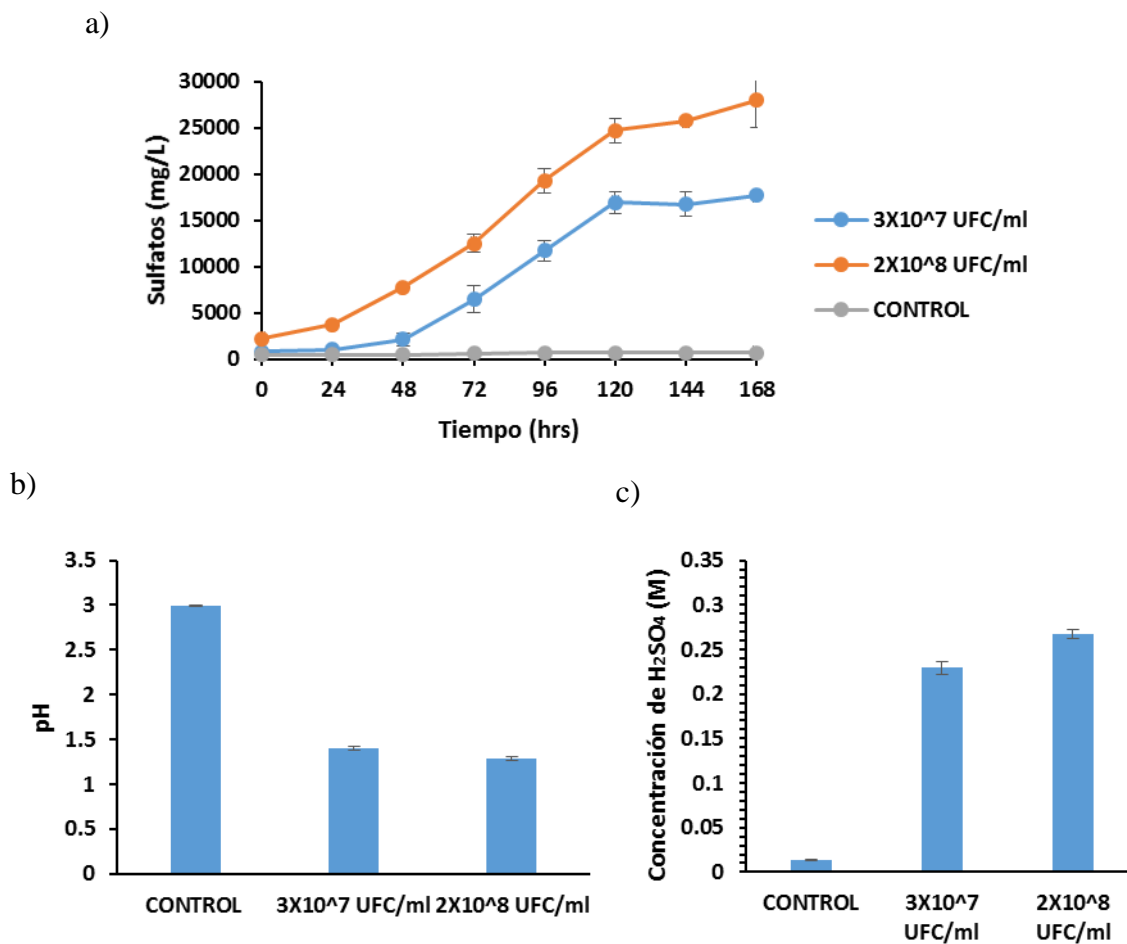 a)
30000
25000
20000
15000
10000
5000
0
Sulfatos (mg/L)
0 24 48 72 96 120 144 168
Tiempo (hrs)
3X10^7 UFC/ml
2X10^8 UFC/ml
CONTROL
b)
3.5
3
2.5
2
1.5
1
0.5
0
pH
CONTROL 3X10^7 UFC/ml 2X10^8 UFC/ml
c)
0.35
0.3
0.25
0.2
0.15
0.1
0.05
0
Concentración de H₂SO₄ (M)
CONTROL 3X10^7 2X10^8
UFC/ml UFC/ml